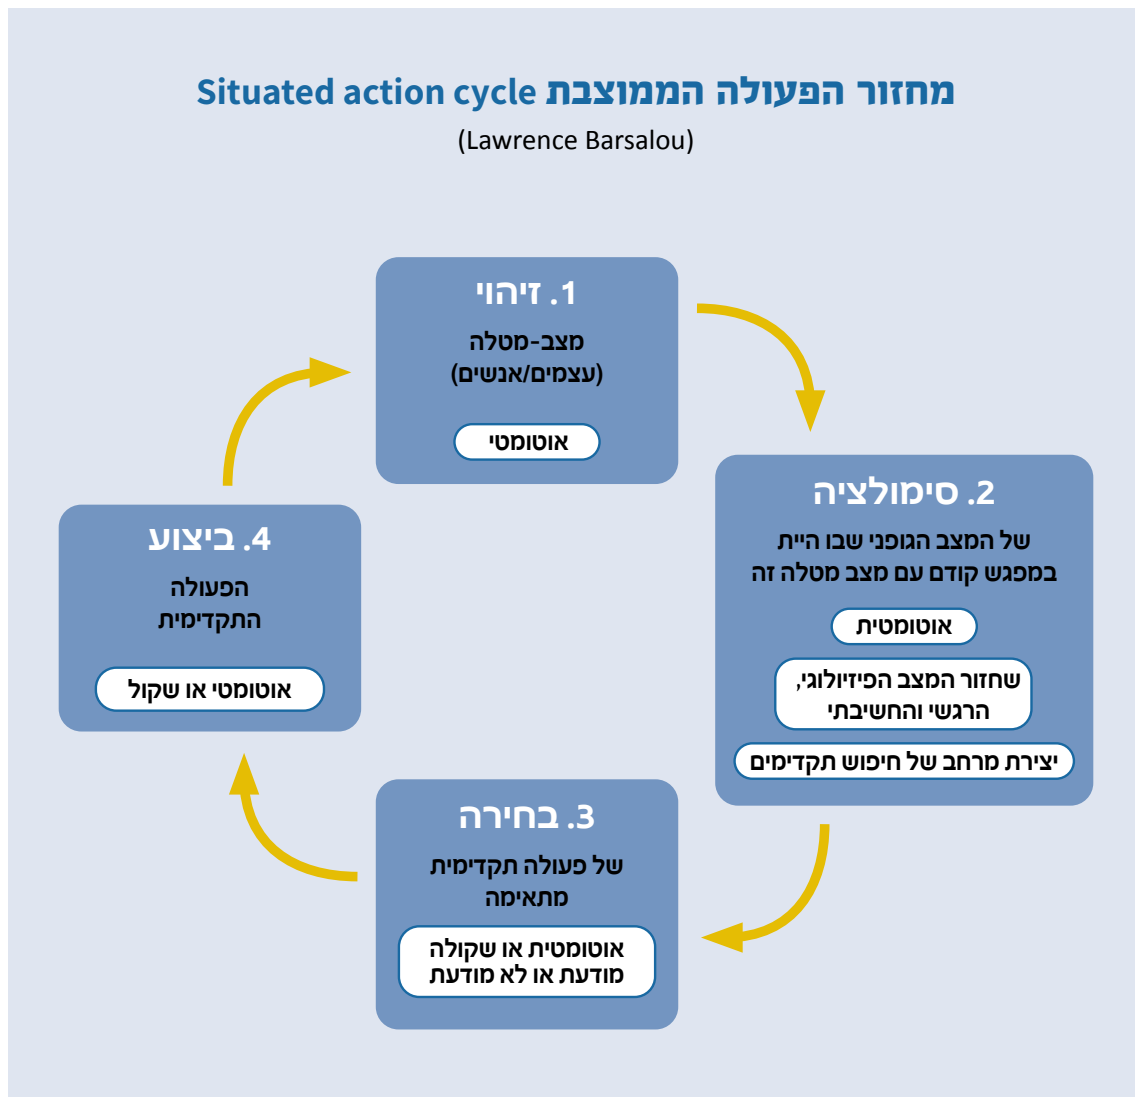 מחזור הפעולה הממוצבת Situated action cycle
(Lawrence Barsalou)
1. זיהוי
מצב-מטלה
(עצמים/אנשים)
אוטומטי
2. סימולציה
של המצב הגופני שבו היית
במפגש קודם עם מצב מטלה זה
אוטומטית
שחזור המצב הפיזיולוגי,
הרגשי והחשיבתי
יצירת מרחב של חיפוש תקדימים
3. בחירה
של פעולה תקדימית
מתאימה
אוטומטית או שקולה
מודעת או לא מודעת
4. ביצוע
הפעולה
התקדימית
אוטומטי או שקול